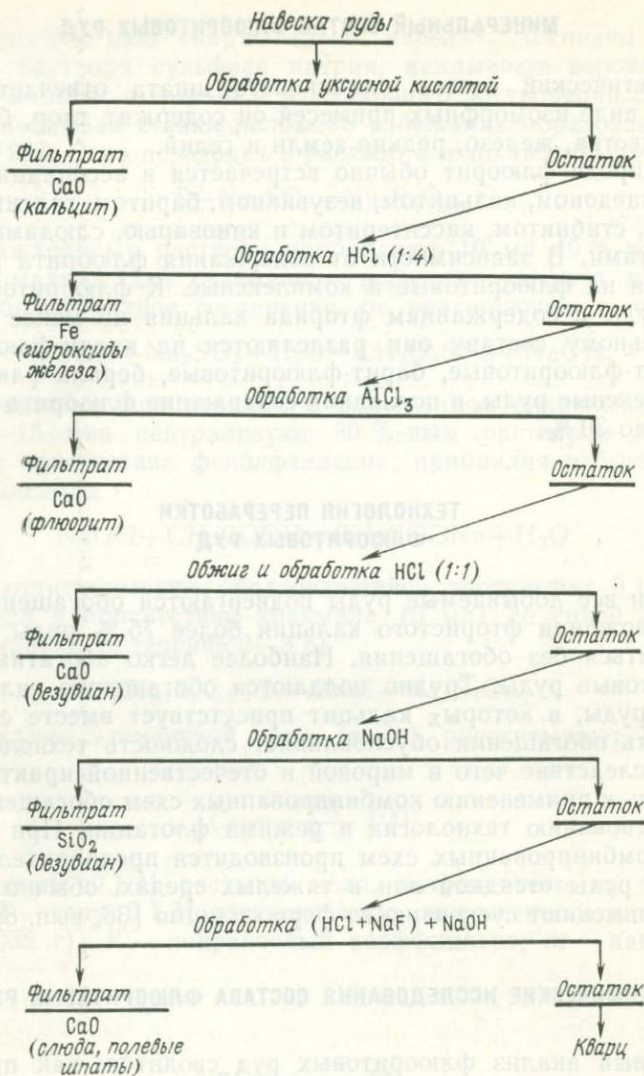 Навеска руды
Обработка уксусной кислотой
Фильтрат Остаток
CaO
(кальцит)
Обработка HCl (1:4)
Фильтрат Остаток
Fe
(гидроксиды
железа)
Обработка AlCl₃
Фильтрат Остаток
CaO
(флюорит)
Обжиг и обработка HCl (1:1)
Фильтрат Остаток
CaO
(везувиан)
Обработка NaOH
Фильтрат Остаток
SiO₂
(везувиан)
Обработка (HCl+NaF)+NaOH
Фильтрат Остаток
CaO
(слюда, полевые
шпаты)
Кварц